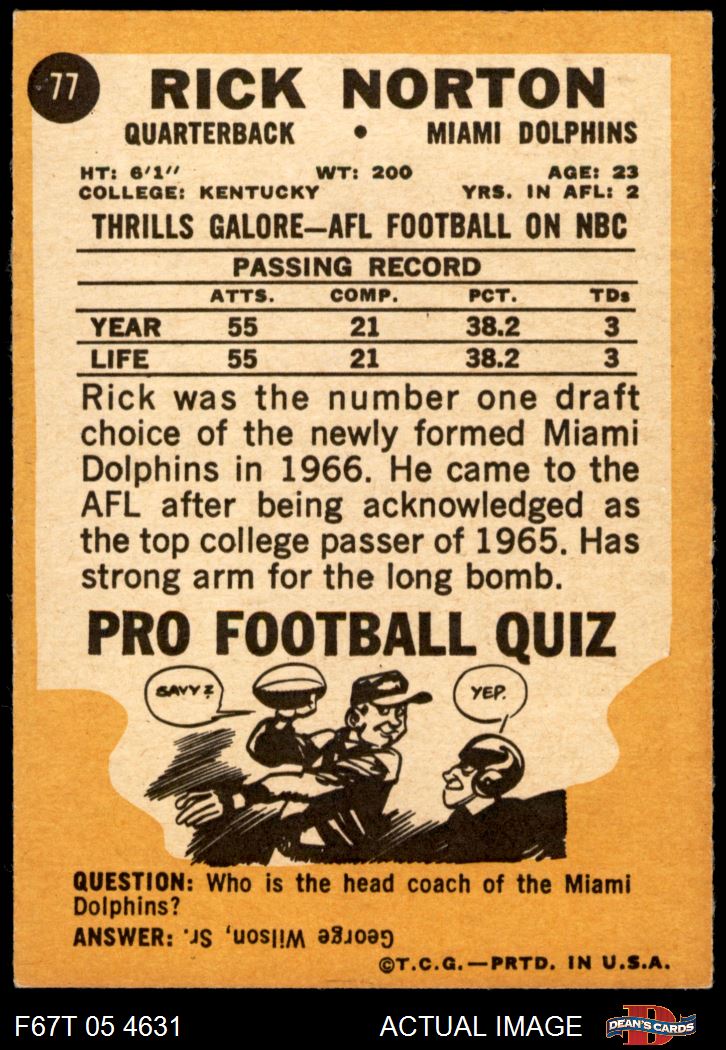 77
RICK NORTON
QUARTERBACK • MIAMI DOLPHINS
HT: 6'1" WT: 200 AGE: 23
COLLEGE: KENTUCKY YRS. IN AFL: 2
THRILLS GALORE—AFL FOOTBALL ON NBC
PASSING RECORD
ATTS. COMP. PCT. TDs
YEAR 55 21 38.2 3
LIFE 55 21 38.2 3
Rick was the number one draft
choice of the newly formed Miami
Dolphins in 1966. He came to the
AFL after being acknowledged as
the top college passer of 1965. Has
strong arm for the long bomb.
PRO FOOTBALL QUIZ
SAVVY?
YEP.
QUESTION: Who is the head coach of the Miami
Dolphins?
ANSWER: George Wilson, Sr.
©T.C.G.—PRTD. IN U.S.A.
F67T 05 4631 ACTUAL IMAGE
D
DEAN'S CARDS